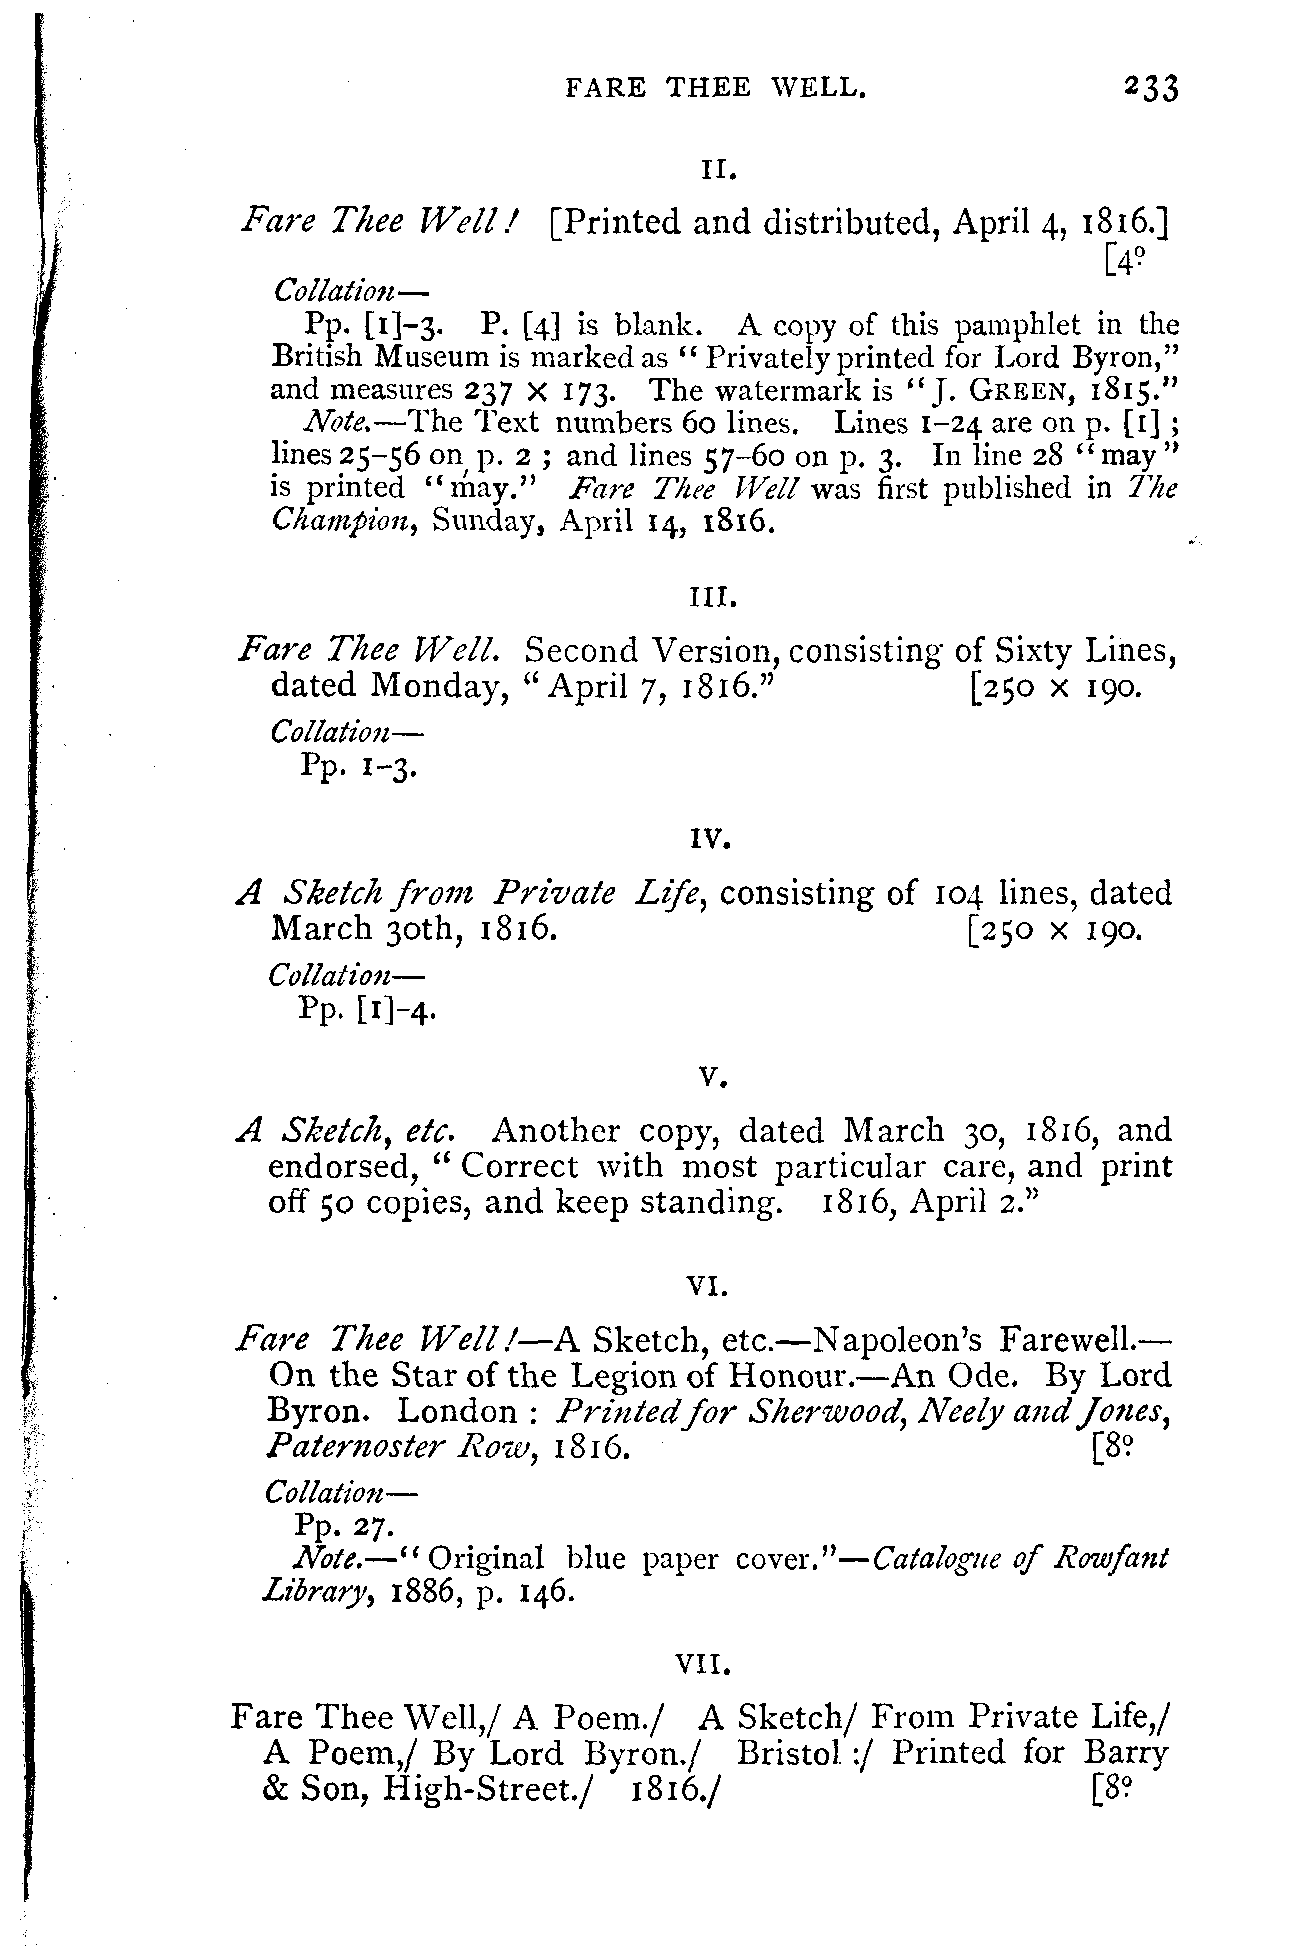 FARE THEE WELL. 233
II.
Fare Thee Well! [Printed and distributed, April 4, 1816.]
[4º
Collation—
Pp. [1]–3. P. [4] is blank. A copy of this pamphlet in the
British Museum is marked as "Privately printed for Lord Byron,"
and measures 237 × 173. The watermark is "J. GREEN, 1815."
Note.—The Text numbers 60 lines. Lines 1–24 are on p. [1];
lines 25–56 on p. 2; and lines 57–60 on p. 3. In line 28 "may"
is printed "ḿay." Fare Thee Well was first published in The
Champion, Sunday, April 14, 1816.
III.
Fare Thee Well. Second Version, consisting of Sixty Lines,
dated Monday, "April 7, 1816." [250 × 190.
Collation—
Pp. 1–3.
IV.
A Sketch from Private Life, consisting of 104 lines, dated
March 30th, 1816. [250 × 190.
Collation—
Pp. [1]–4.
V.
A Sketch, etc. Another copy, dated March 30, 1816, and
endorsed, "Correct with most particular care, and print
off 50 copies, and keep standing. 1816, April 2."
VI.
Fare Thee Well!—A Sketch, etc.—Napoleon's Farewell.—
On the Star of the Legion of Honour.—An Ode. By Lord
Byron. London: Printed for Sherwood, Neely and Jones,
Paternoster Row, 1816. [8º
Collation—
Pp. 27.
Note.—"Original blue paper cover."—Catalogue of Rowfant
Library, 1886, p. 146.
VII.
Fare Thee Well,/ A Poem./ A Sketch/ From Private Life,/
A Poem,/ By Lord Byron./ Bristol:/ Printed for Barry
& Son, High-Street./ 1816./ [8º